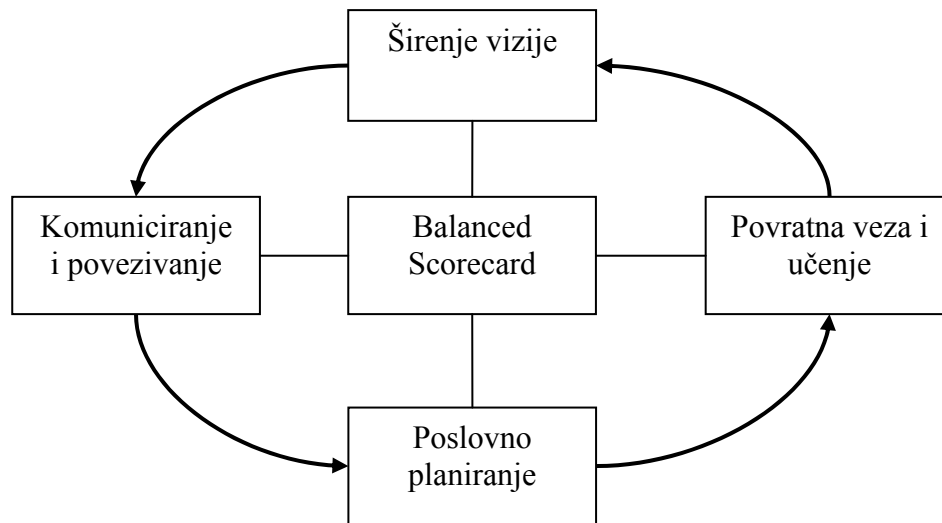 Širenje vizije
Komuniciranje
i povezivanje
Balanced
Scorecard
Povratna veza i
učenje
Poslovno
planiranje